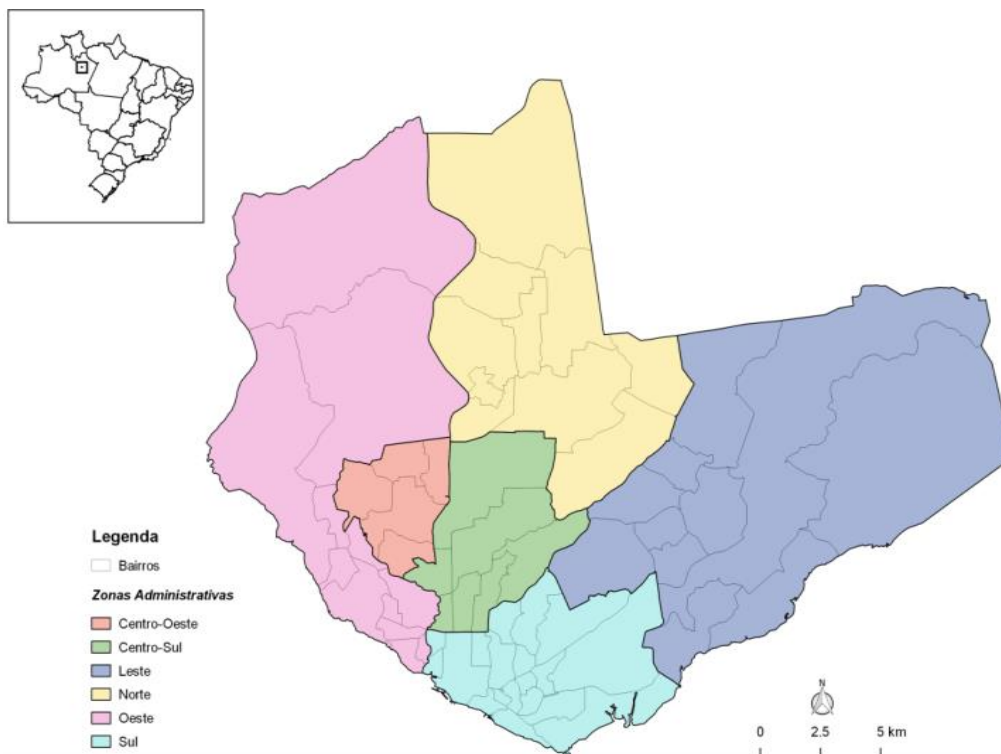 Legenda
Bairros
Zonas Administrativas
Centro-Oeste
Centro-Sul
Leste
Norte
Oeste
Sul
N
0 2.5 5 km